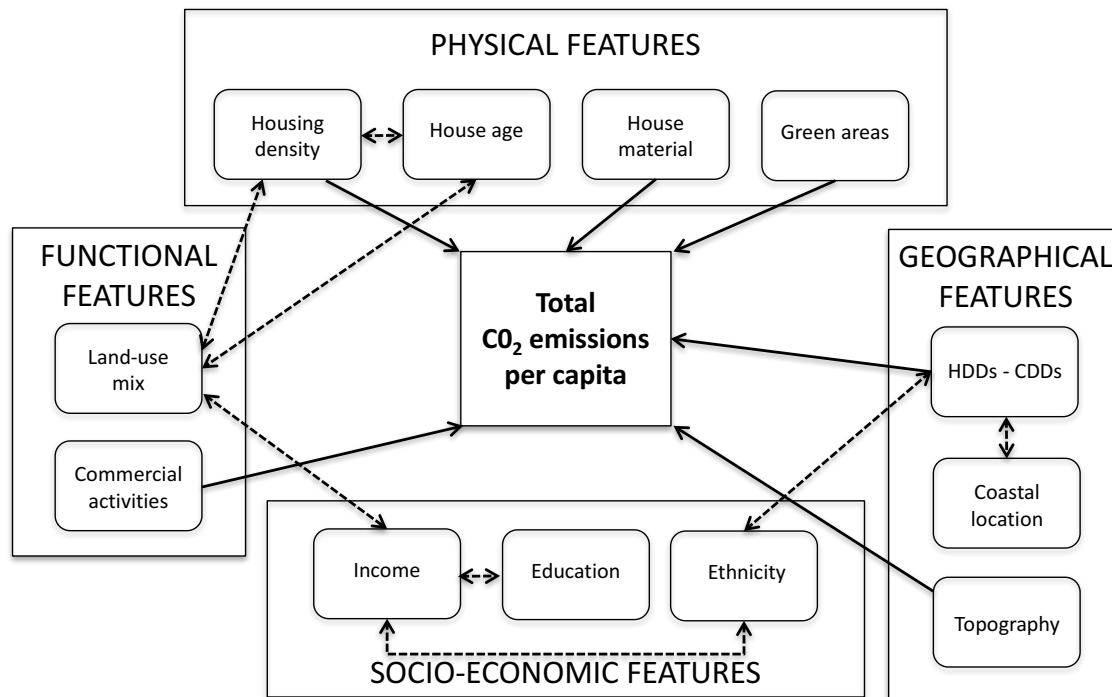 PHYSICAL FEATURES
Housing
density
House age
House
material
Green areas
FUNCTIONAL
FEATURES
Land-use
mix
Commercial
activities
Total
C0₂ emissions
per capita
GEOGRAPHICAL
FEATURES
HDDs - CDDs
Coastal
location
Topography
Income
Education
Ethnicity
SOCIO-ECONOMIC FEATURES